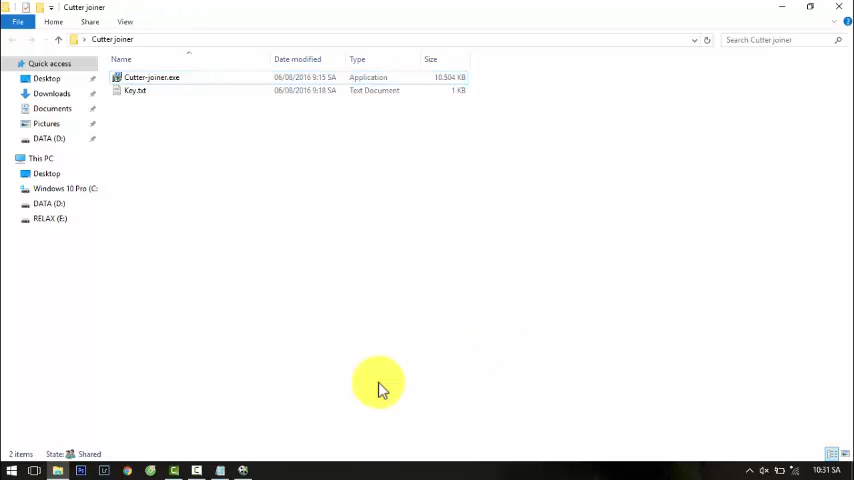 Cutter joiner
File Home Share View
Cutter joiner Search Cutter joiner
Name Date modified Type Size
Quick access
Cutter-joiner.exe 06/08/2016 9:15 SA Application 10.504 KB
Desktop
Key.txt 06/08/2016 9:18 SA Text Document 1 KB
Downloads
Documents
Pictures
DATA (D:)
This PC
Desktop
Windows 10 Pro (C:
DATA (D:)
RELAX (E:)
2 items State: Shared
Ps Lr 10:31 SA